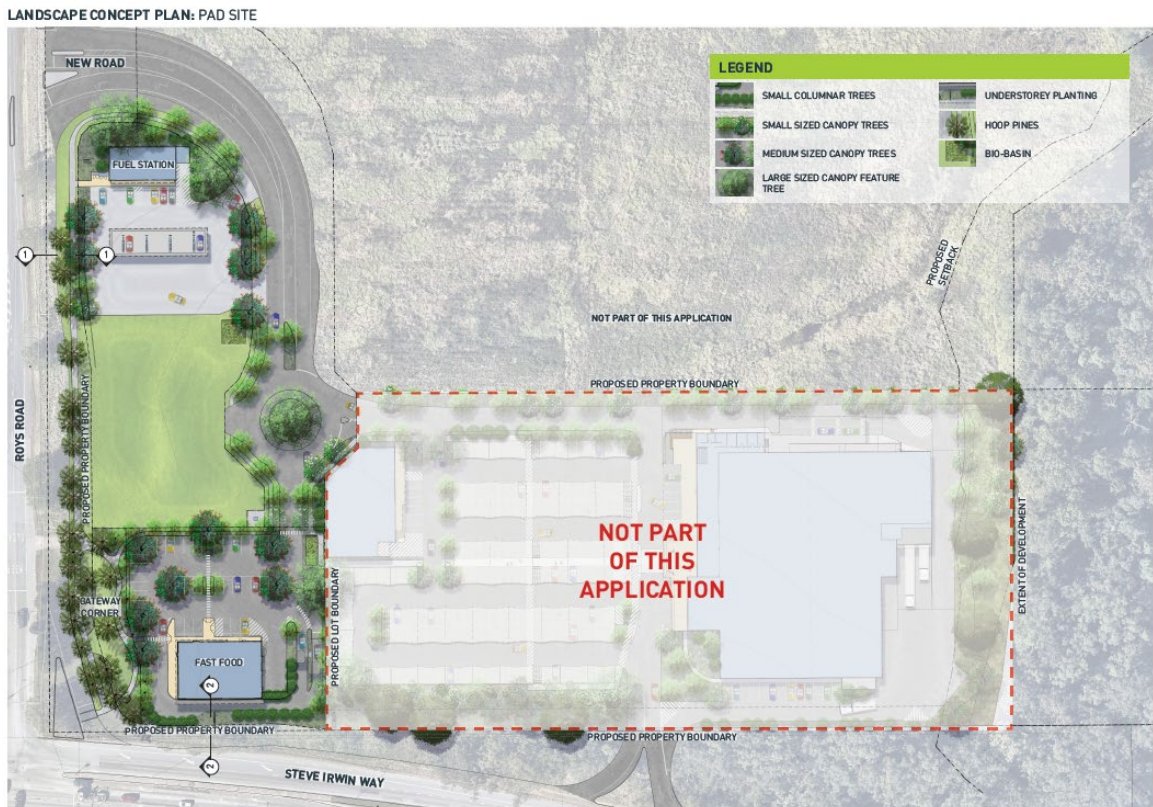 LANDSCAPE CONCEPT PLAN: PAD SITE
NEW ROAD
LEGEND
SMALL COLUMNAR TREES
SMALL SIZED CANOPY TREES
MEDIUM SIZED CANOPY TREES
LARGE SIZED CANOPY FEATURE
TREE
UNDERSTOREY PLANTING
HOOP PINES
BIO-BASIN
FUEL STATION
1
1
PROPOSED
SETBACK
NOT PART OF THIS APPLICATION
PROPOSED PROPERTY BOUNDARY
ROYS ROAD
PROPOSED PROPERTY BOUNDARY
NOT PART
OF THIS
APPLICATION
EXTENT OF DEVELOPMENT
PROPOSED LOT BOUNDARY
GATEWAY
CORNER
FAST FOOD
2
PROPOSED PROPERTY BOUNDARY
PROPOSED PROPERTY BOUNDARY
2
STEVE IRWIN WAY